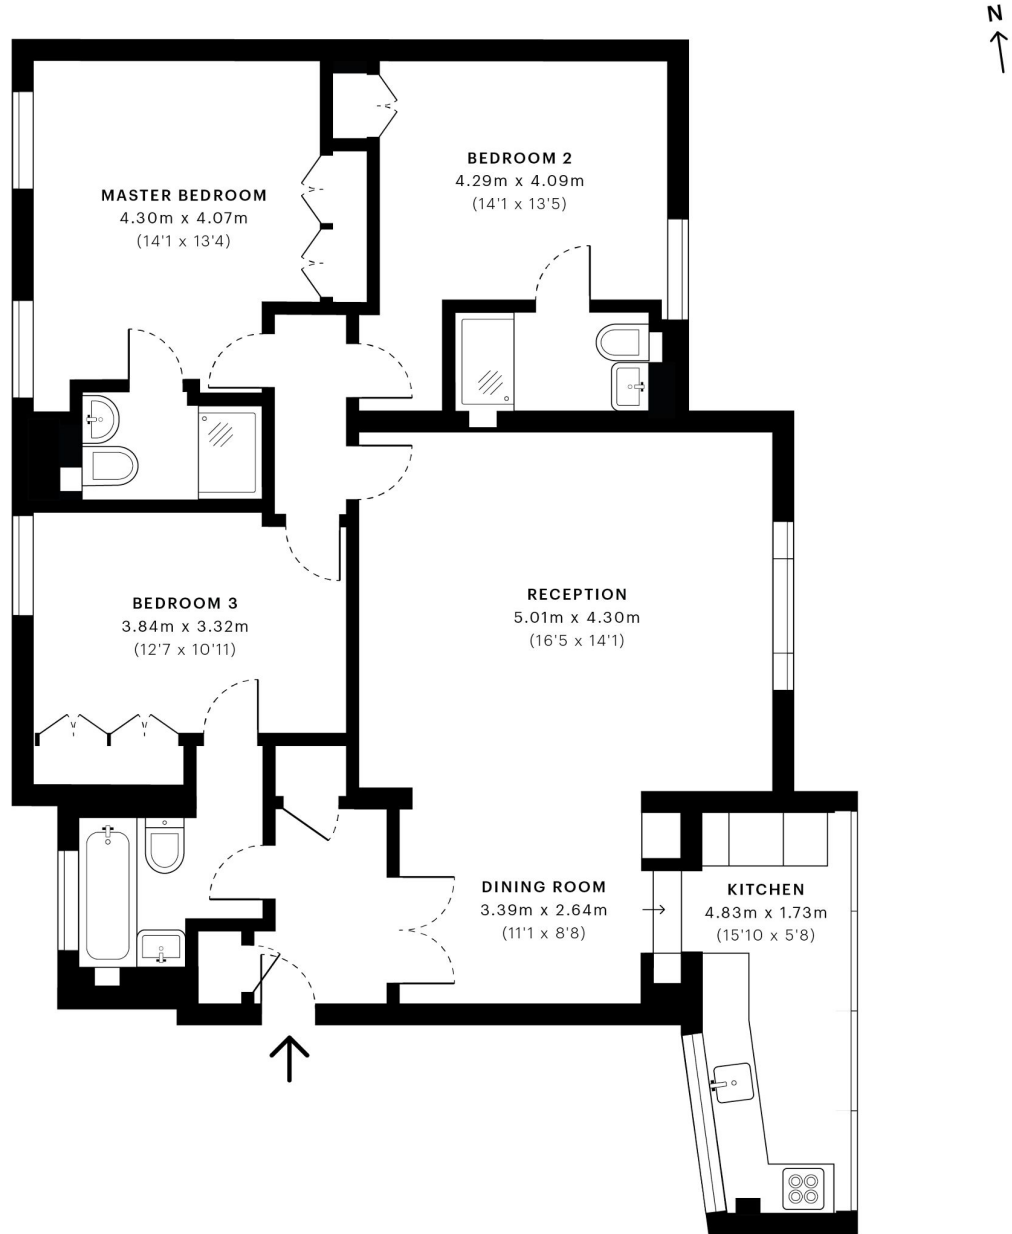 N
MASTER BEDROOM
4.30m x 4.07m
(14'1 x 13'4)
BEDROOM 2
4.29m x 4.09m
(14'1 x 13'5)
BEDROOM 3
3.84m x 3.32m
(12'7 x 10'11)
RECEPTION
5.01m x 4.30m
(16'5 x 14'1)
DINING ROOM
3.39m x 2.64m
(11'1 x 8'8)
KITCHEN
4.83m x 1.73m
(15'10 x 5'8)